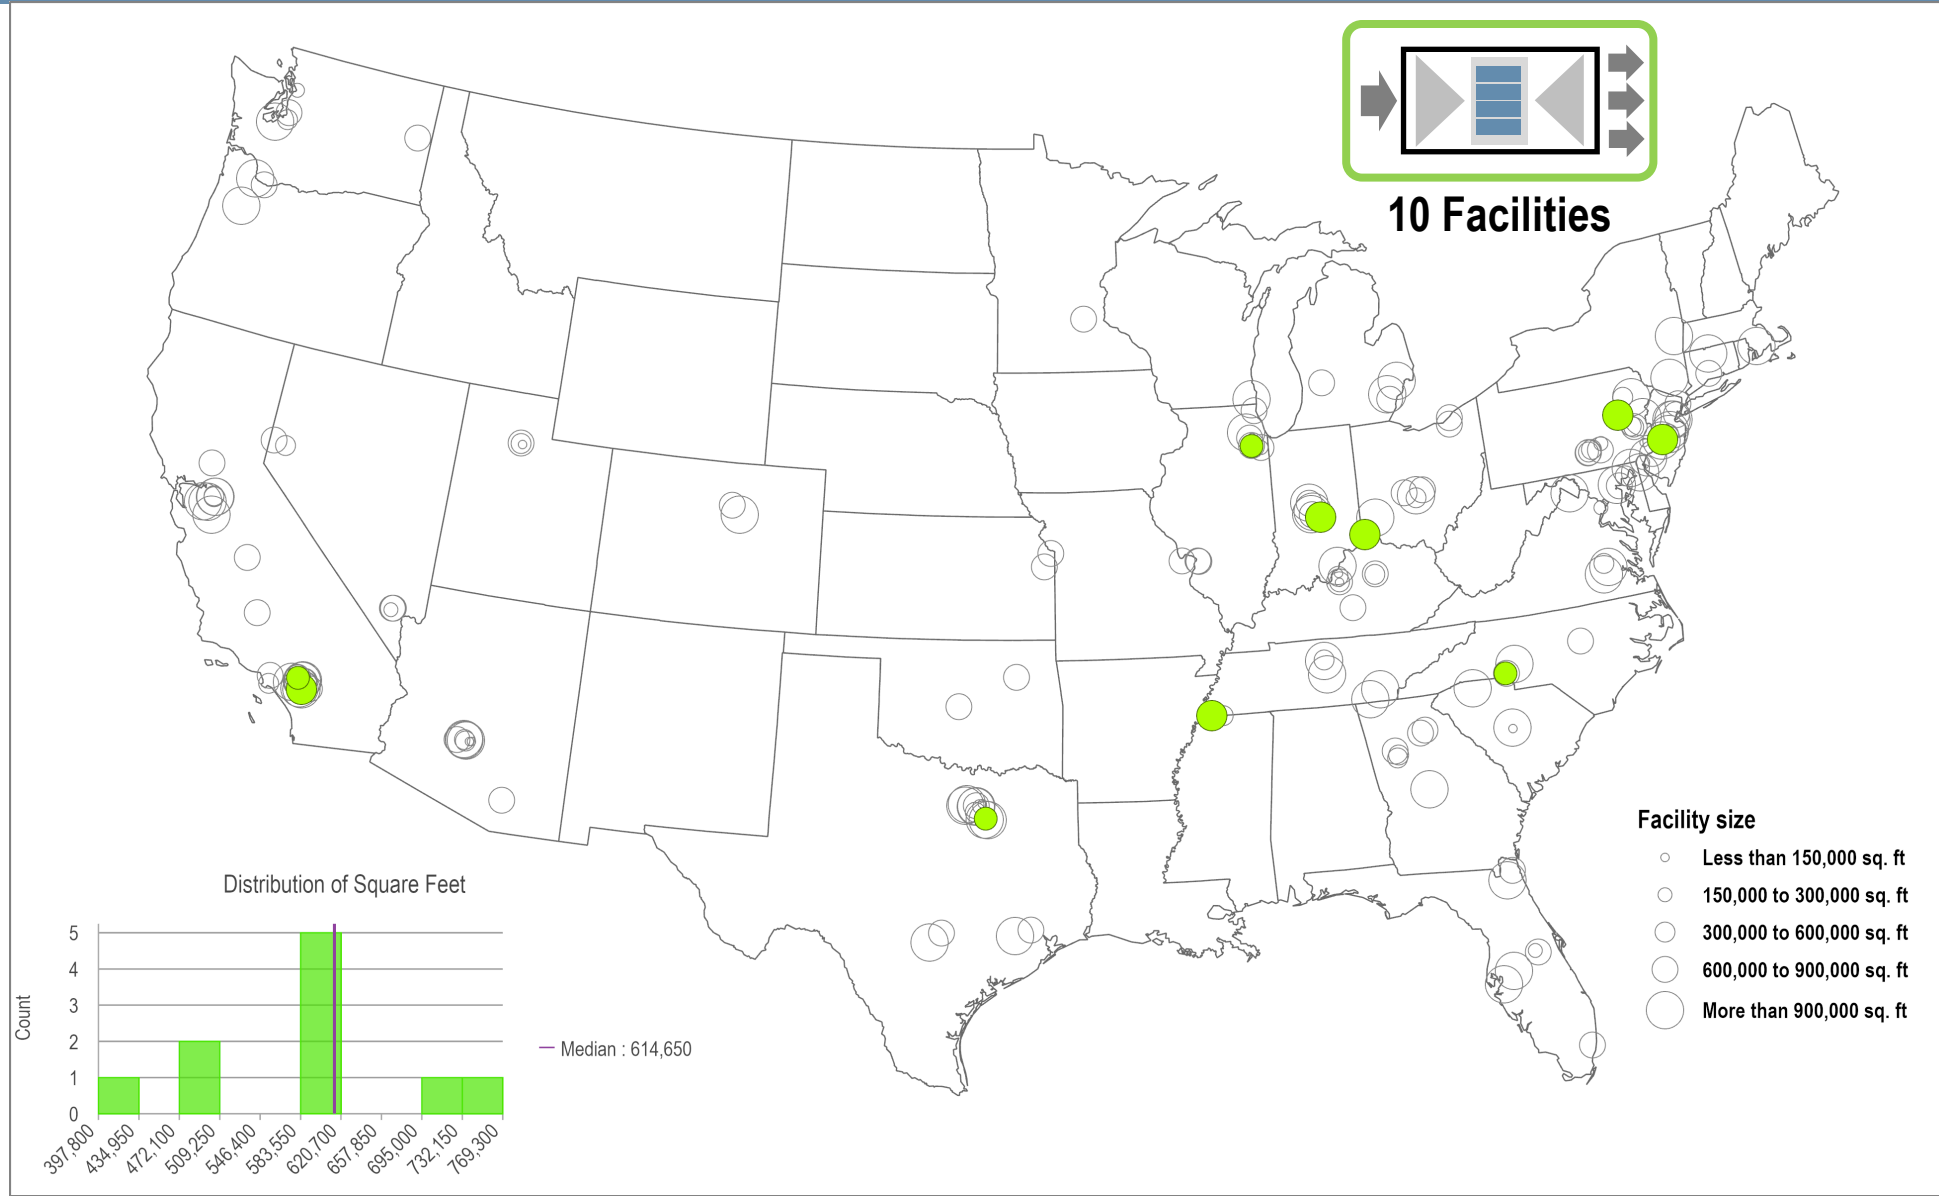 10 Facilities
Facility size
Less than 150,000 sq. ft
150,000 to 300,000 sq. ft
300,000 to 600,000 sq. ft
600,000 to 900,000 sq. ft
More than 900,000 sq. ft
Distribution of Square Feet
Count
5
4
3
2
1
0
397,800
434,950
472,100
509,250
546,400
583,550
620,700
657,850
695,000
732,150
769,300
Median : 614,650